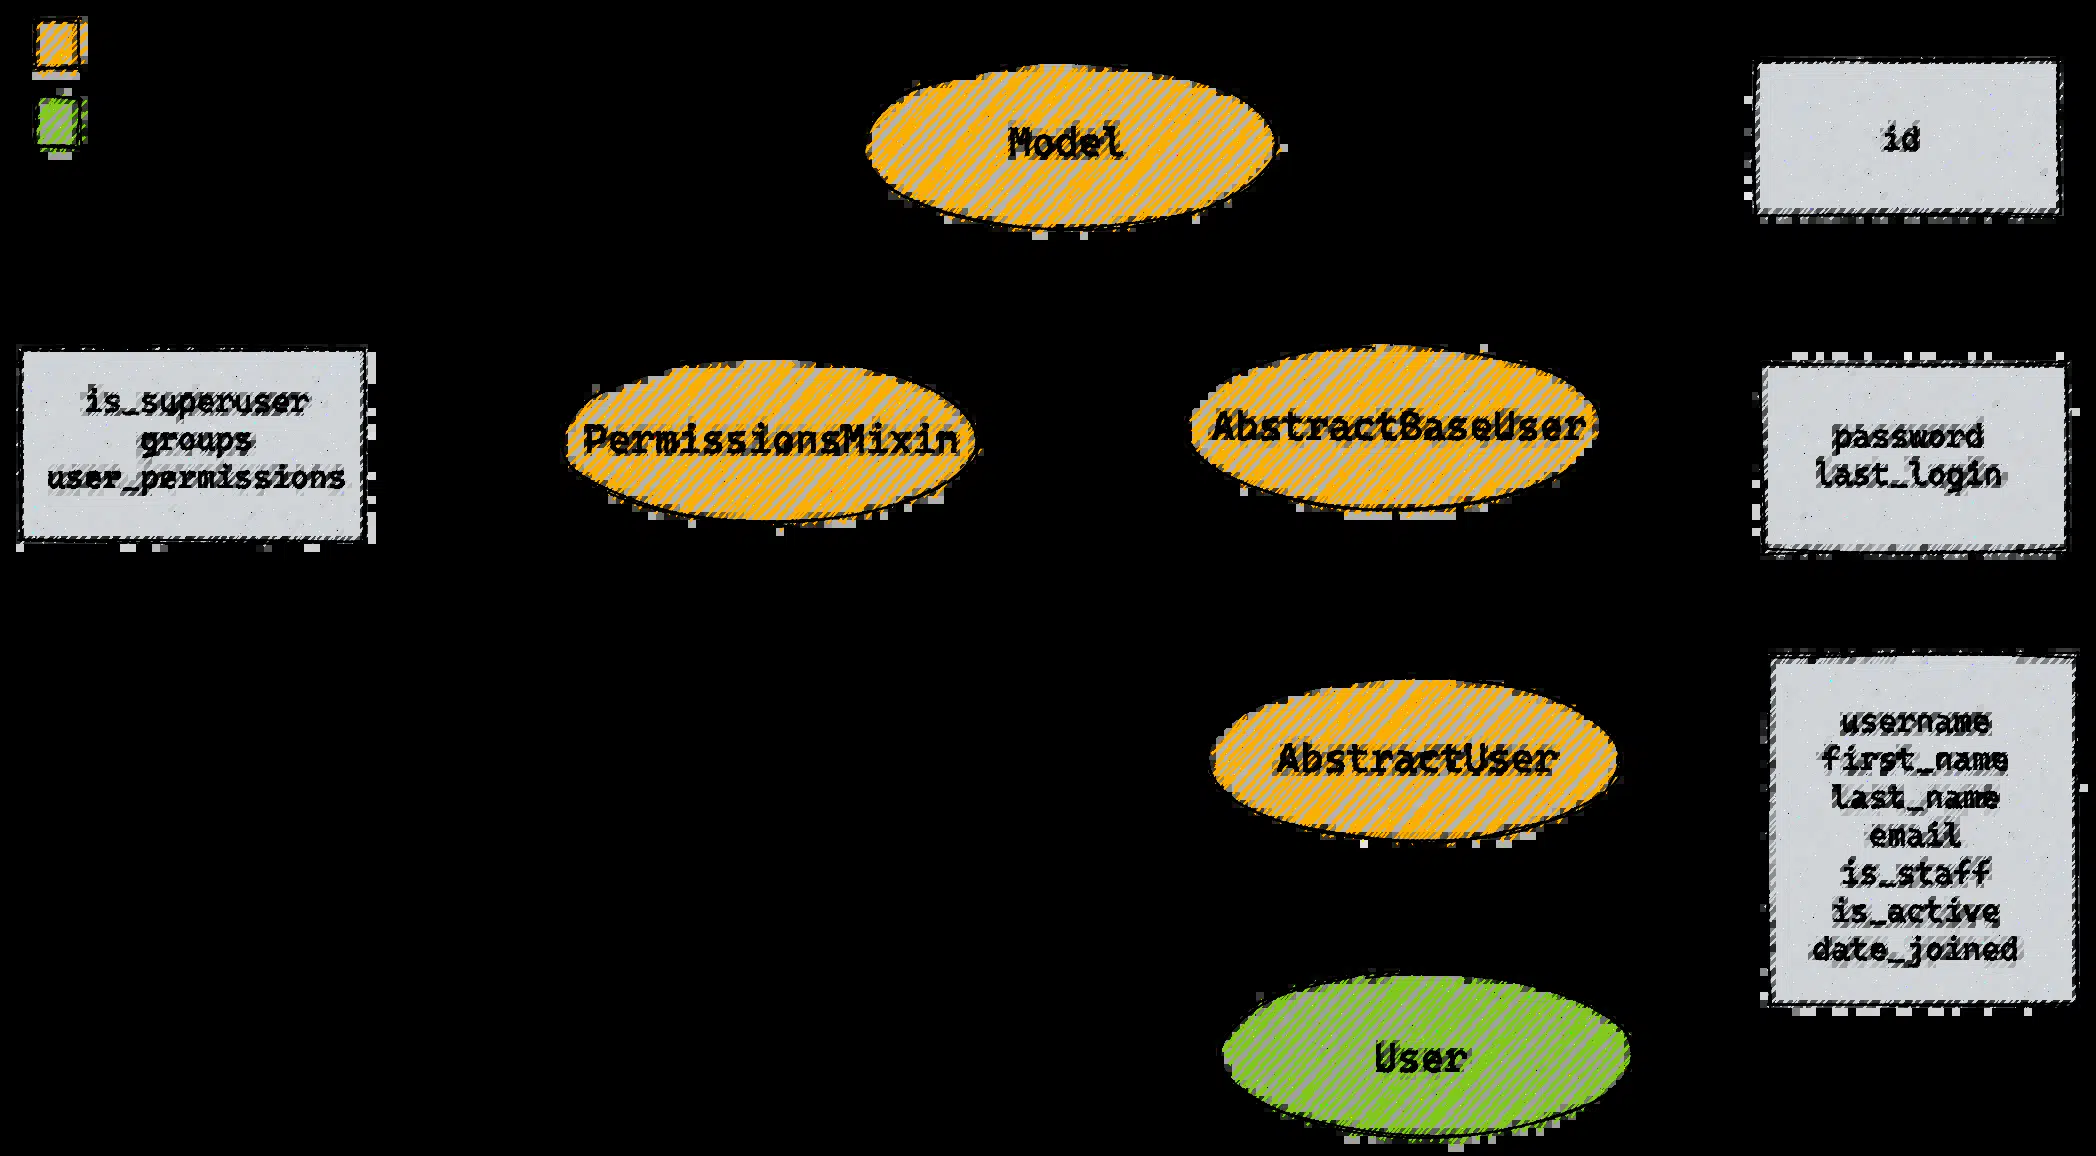 Model
id
is_superuser
groups
user_permissions
PermissionsMixin
AbstractBaseUser
password
last_login
AbstractUser
username
first_name
last_name
email
is_staff
is_active
date_joined
User